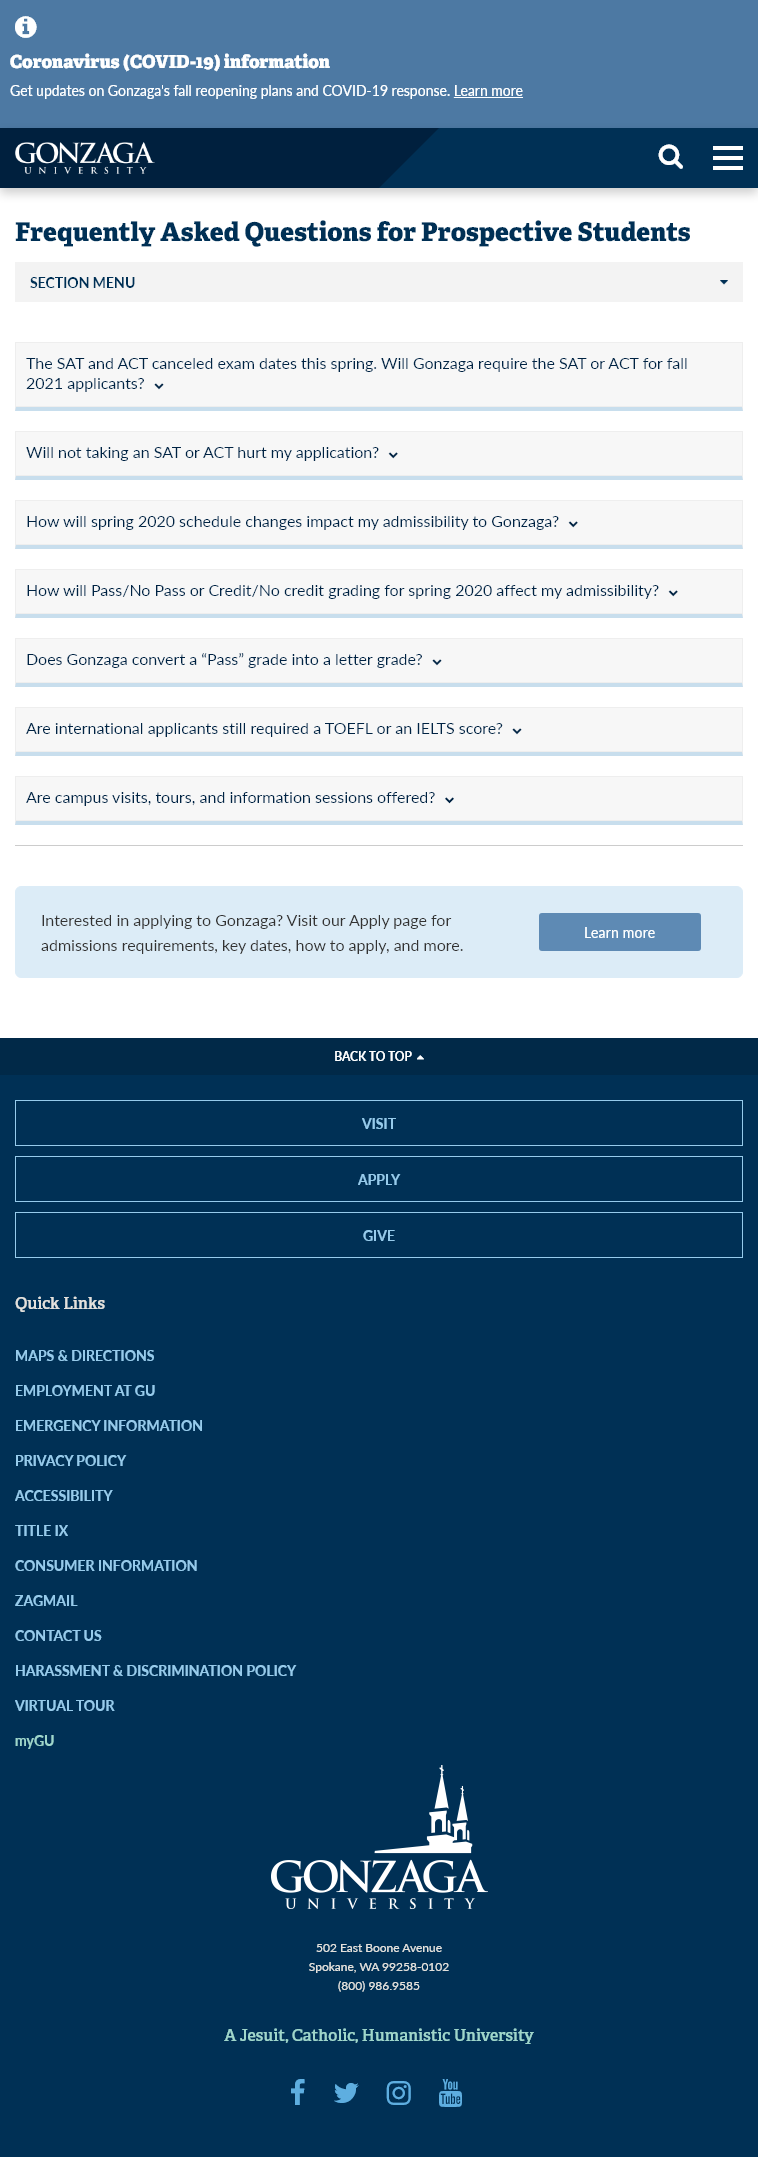 Coronavirus (COVID-19) information
Get updates on Gonzaga's fall reopening plans and COVID-19 response. Learn more
GONZAGA
UNIVERSITY
Frequently Asked Questions for Prospective Students
SECTION MENU
The SAT and ACT canceled exam dates this spring. Will Gonzaga require the SAT or ACT for fall
2021 applicants?
Will not taking an SAT or ACT hurt my application?
How will spring 2020 schedule changes impact my admissibility to Gonzaga?
How will Pass/No Pass or Credit/No credit grading for spring 2020 affect my admissibility?
Does Gonzaga convert a “Pass” grade into a letter grade?
Are international applicants still required a TOEFL or an IELTS score?
Are campus visits, tours, and information sessions offered?
Interested in applying to Gonzaga? Visit our Apply page for
admissions requirements, key dates, how to apply, and more.
Learn more
BACK TO TOP
VISIT
APPLY
GIVE
Quick Links
MAPS & DIRECTIONS
EMPLOYMENT AT GU
EMERGENCY INFORMATION
PRIVACY POLICY
ACCESSIBILITY
TITLE IX
CONSUMER INFORMATION
ZAGMAIL
CONTACT US
HARASSMENT & DISCRIMINATION POLICY
VIRTUAL TOUR
myGU
GONZAGA
UNIVERSITY
502 East Boone Avenue
Spokane, WA 99258-0102
(800) 986.9585
A Jesuit, Catholic, Humanistic University
You
Tube